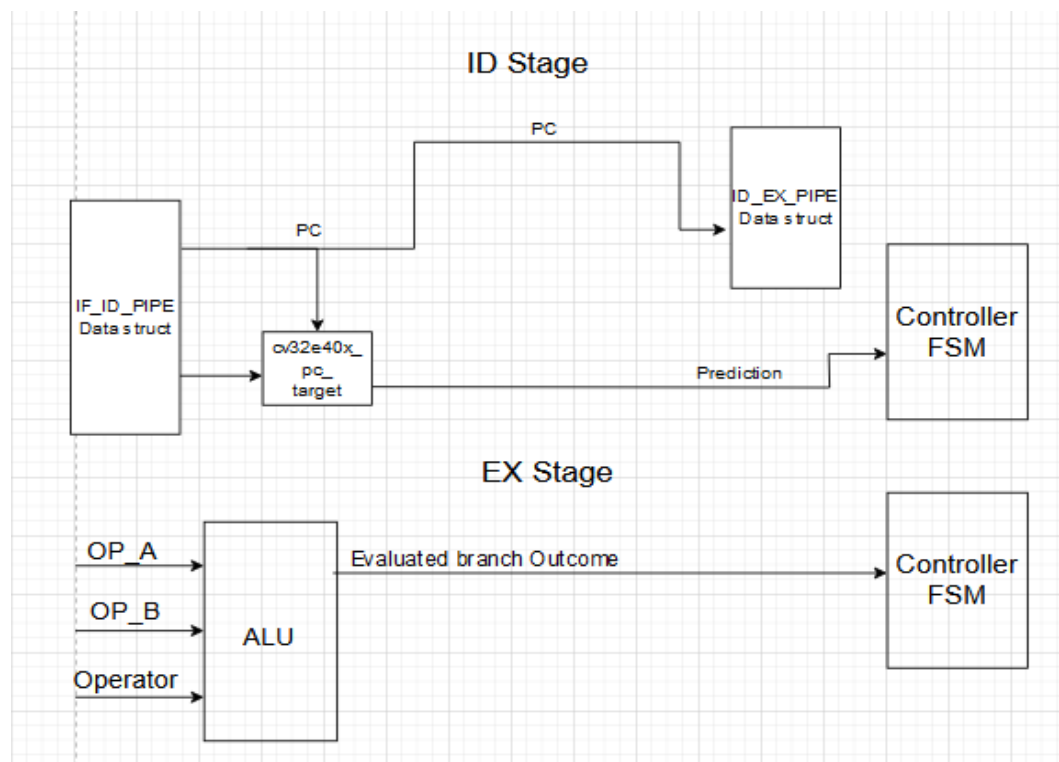 ID Stage
PC
ID_EX_PIPE
Data struct
PC
IF_ID_PIPE
Data struct
cv32e40x_
pc_
target
Prediction
Controller
FSM
EX Stage
OP_A
OP_B
Operator
ALU
Evaluated branch Outcome
Controller
FSM